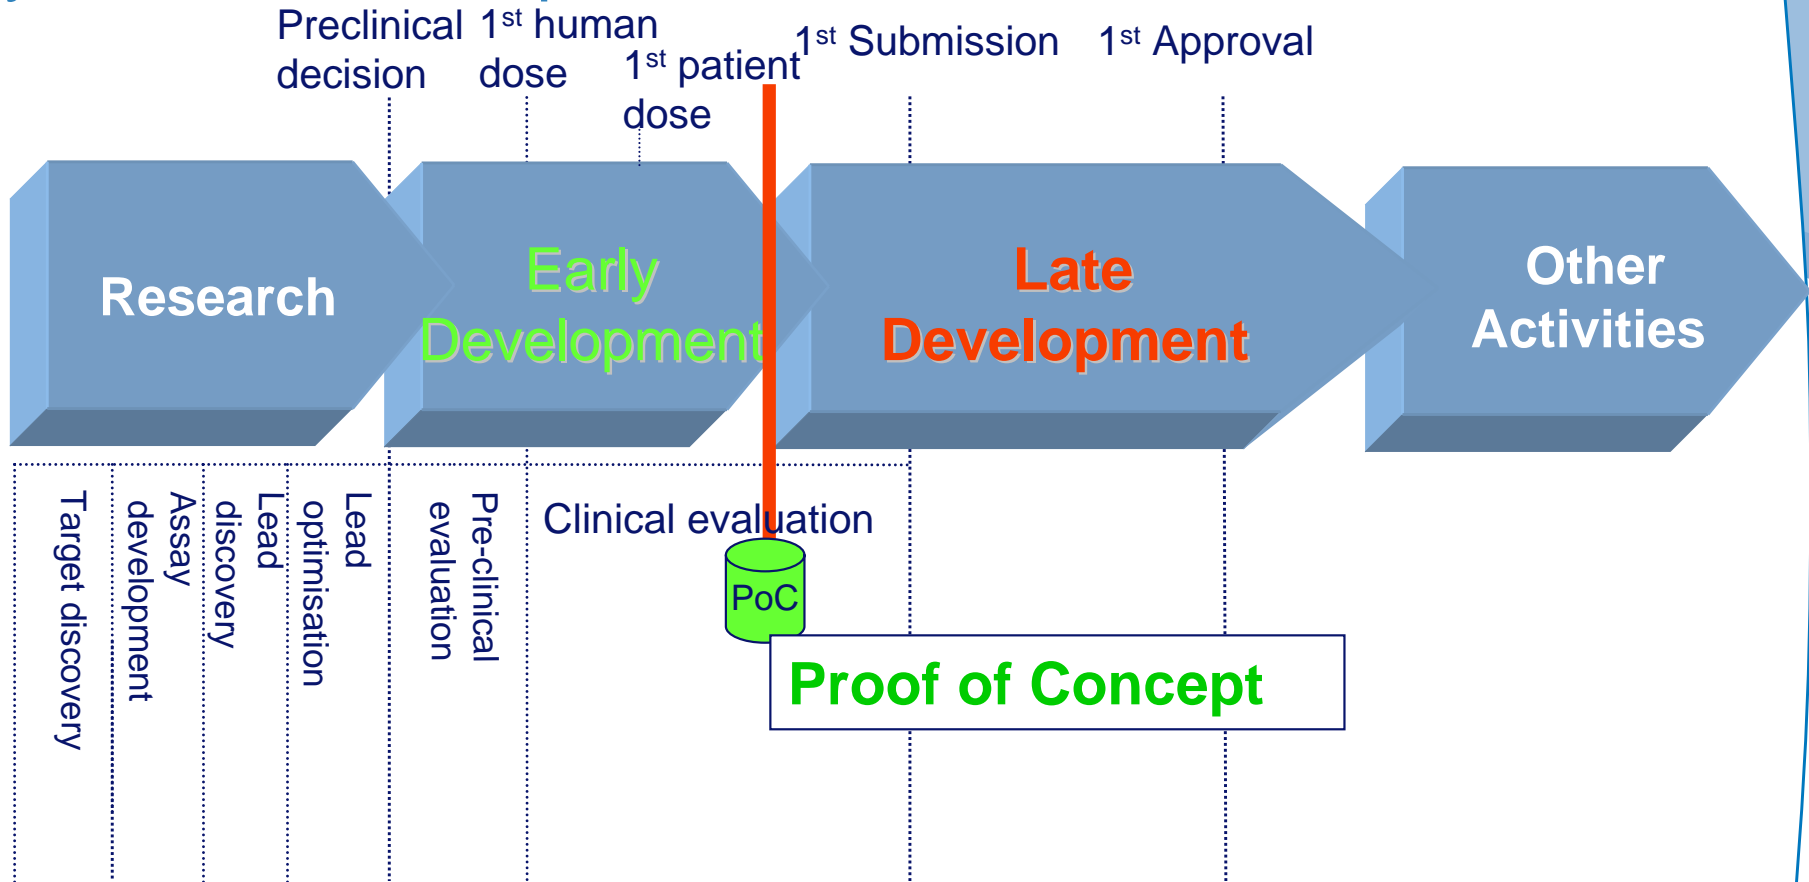 Preclinical
decision
1st human
dose
1st patient
dose
1st Submission
1st Approval
Research
Early
Development
Late
Development
Other
Activities
Target discovery
Assay
development
Lead
discovery
Lead
optimisation
Pre-clinical
evaluation
Clinical evaluation
PoC
Proof of Concept